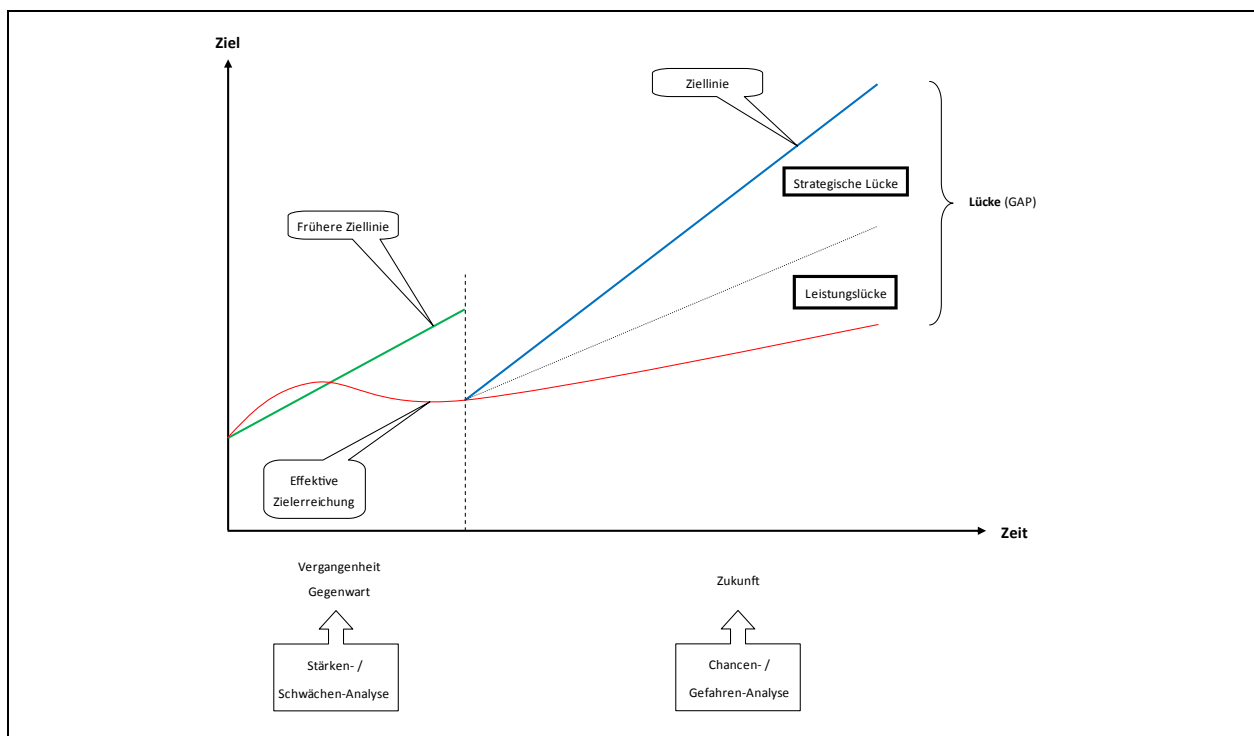 Ziel
Ziellinie
Strategische Lücke
Lücke (GAP)
Frühere Ziellinie
Leistungslücke
Effektive
Zielerreichung
Zeit
Vergangenheit
Gegenwart
Zukunft
Stärken- /
Schwächen-Analyse
Chancen- /
Gefahren-Analyse